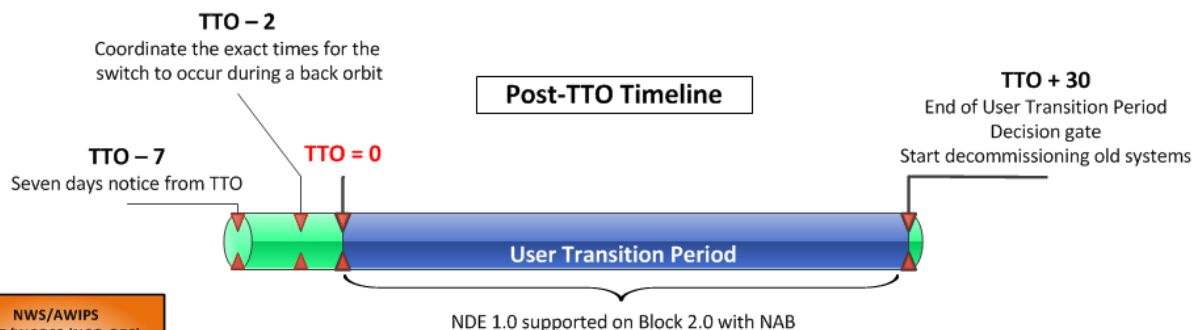 TTO – 2
Coordinate the exact times for the
switch to occur during a back orbit
Post-TTO Timeline
TTO + 30
End of User Transition Period
Decision gate
Start decommissioning old systems
TTO – 7
Seven days notice from TTO
TTO = 0
User Transition Period
NDE 1.0 supported on Block 2.0 with NAB
NWS/AWIPS